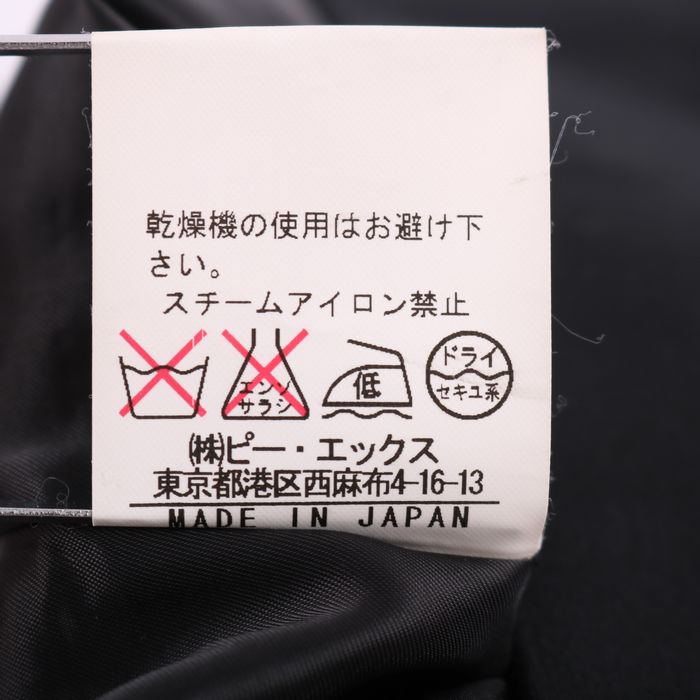 乾燥機の使用はお避け下
さい。
スチームアイロン禁止
エンソ
サラシ
低
ドライ
セキユ系
㈱ピー・エックス
東京都港区西麻布4-16-13
MADE IN JAPAN